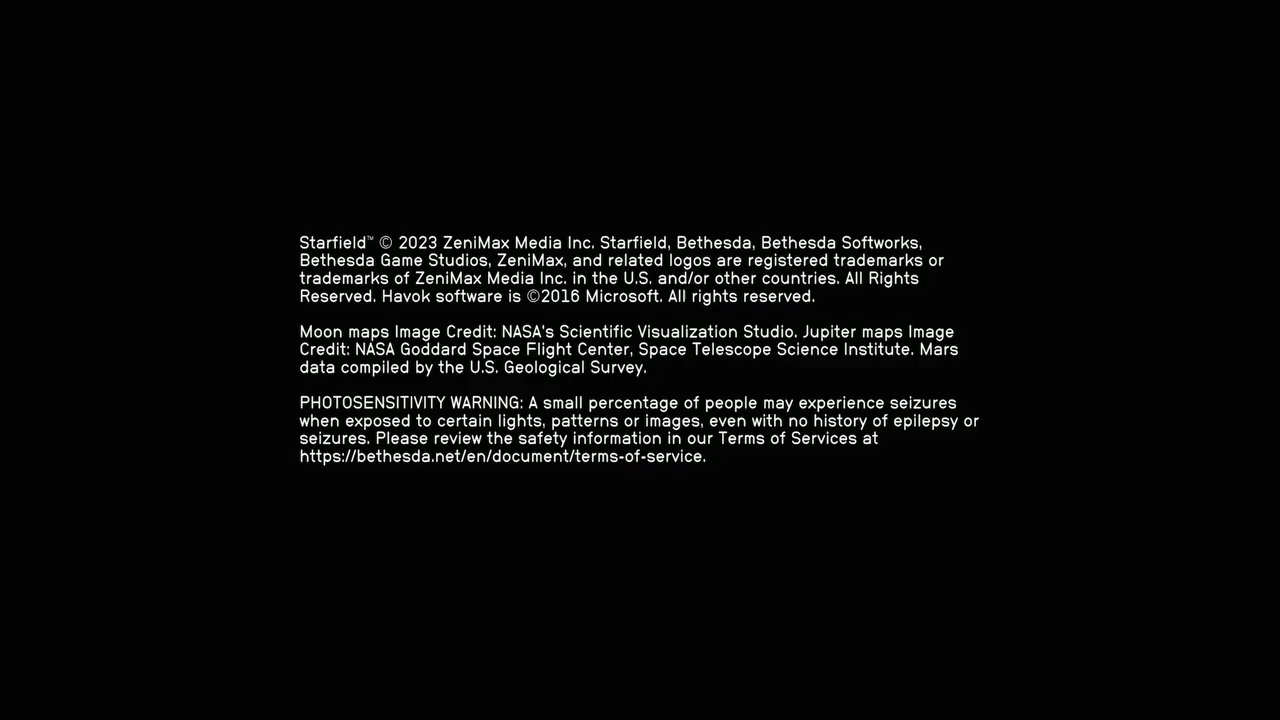 Starfield™ © 2023 ZeniMax Media Inc. Starfield, Bethesda, Bethesda Softworks,
Bethesda Game Studios, ZeniMax, and related logos are registered trademarks or
trademarks of ZeniMax Media Inc. in the U.S. and/or other countries. All Rights
Reserved. Havok software is ©2016 Microsoft. All rights reserved.
Moon maps Image Credit: NASA's Scientific Visualization Studio. Jupiter maps Image
Credit: NASA Goddard Space Flight Center, Space Telescope Science Institute. Mars
data compiled by the U.S. Geological Survey.
PHOTOSENSITIVITY WARNING: A small percentage of people may experience seizures
when exposed to certain lights, patterns or images, even with no history of epilepsy or
seizures. Please review the safety information in our Terms of Services at
https://bethesda.net/en/document/terms-of-service.